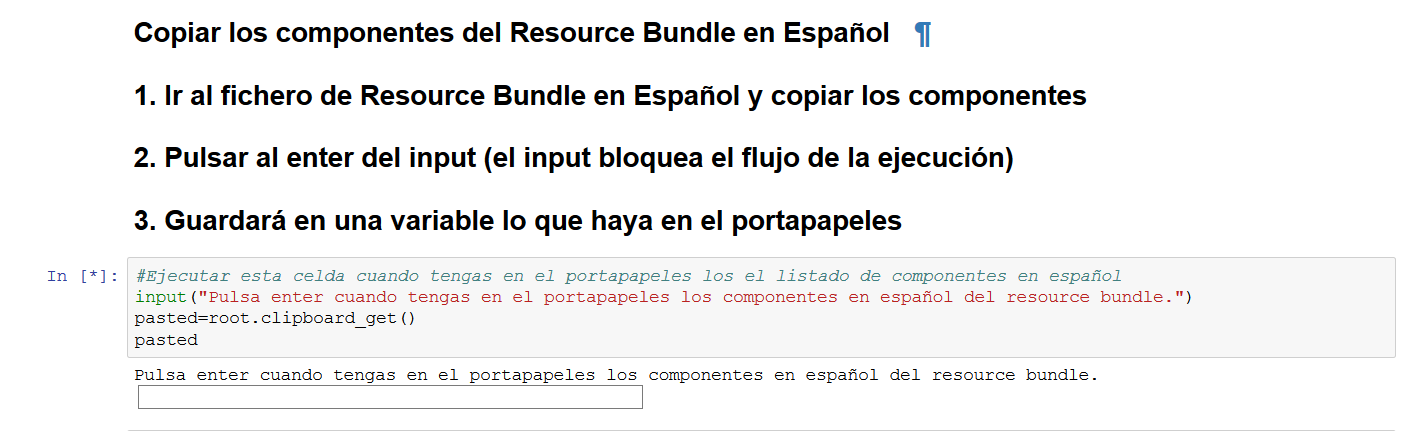 Copiar los componentes del Resource Bundle en Español ¶
1. Ir al fichero de Resource Bundle en Español y copiar los componentes
2. Pulsar al enter del input (el input bloquea el flujo de la ejecución)
3. Guardará en una variable lo que haya en el portapapeles
In [*]: #Ejecutar esta celda cuando tengas en el portapapeles los el listado de componentes en español
input("Pulsa enter cuando tengas en el portapapeles los componentes en español del resource bundle.")
pasted=root.clipboard_get()
pasted
Pulsa enter cuando tengas en el portapapeles los componentes en español del resource bundle.